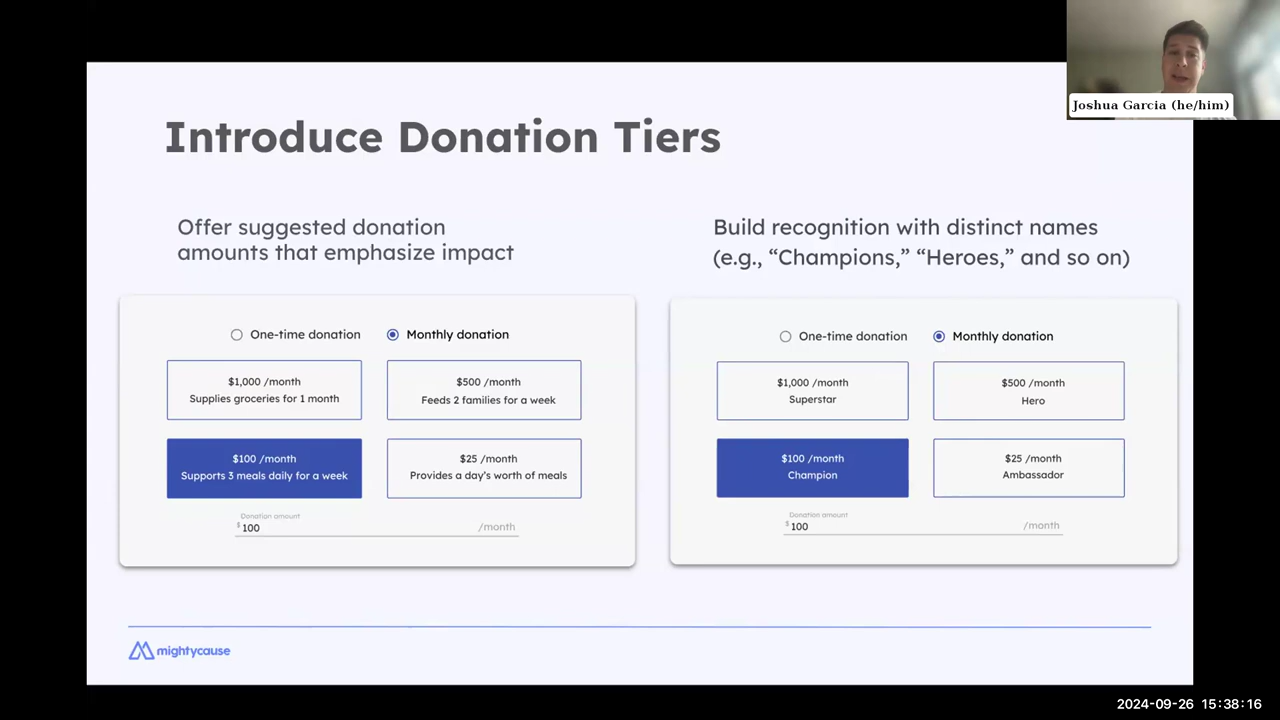 Joshua Garcia (he/him)
Introduce Donation Tiers
Offer suggested donation
amounts that emphasize impact
One-time donation
Monthly donation
$1,000 /month
Supplies groceries for 1 month
$500 /month
Feeds 2 families for a week
$100 /month
Supports 3 meals daily for a week
$25 /month
Provides a day’s worth of meals
Donation amount
$ 100 /month
Build recognition with distinct names
(e.g., “Champions,” “Heroes,” and so on)
One-time donation
Monthly donation
$1,000 /month
Superstar
$500 /month
Hero
$100 /month
Champion
$25 /month
Ambassador
Donation amount
$ 100 /month
mightycause
2024-09-26 15:38:16